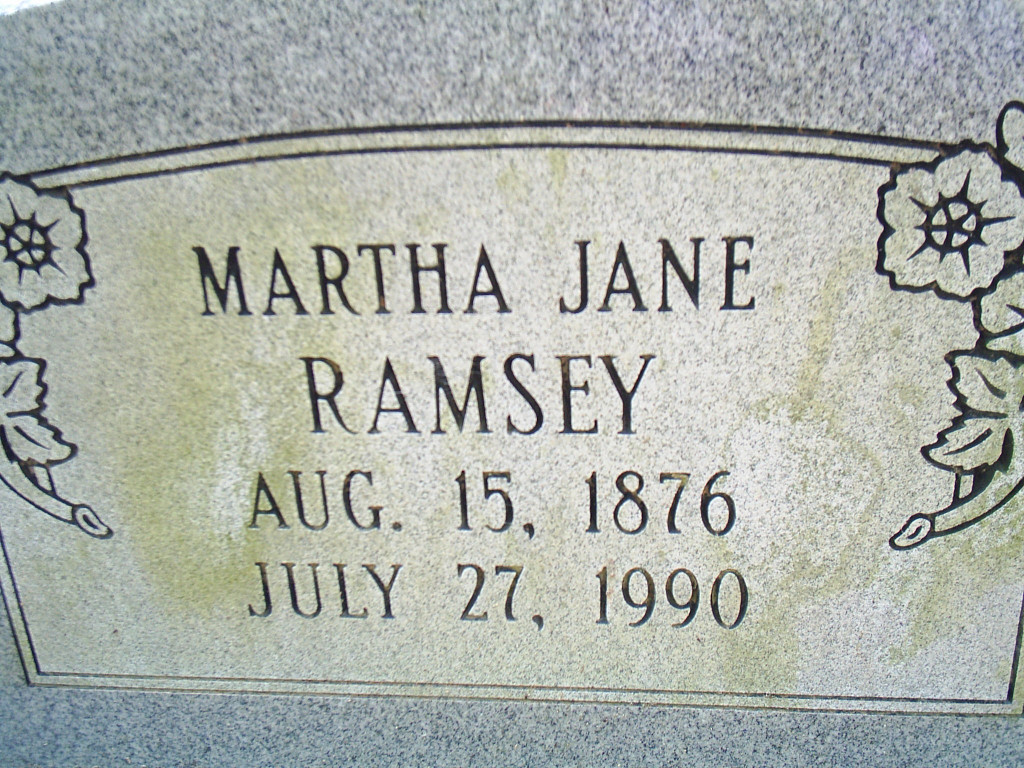 MARTHA JANE
RAMSEY
AUG. 15, 1876
JULY 27, 1990